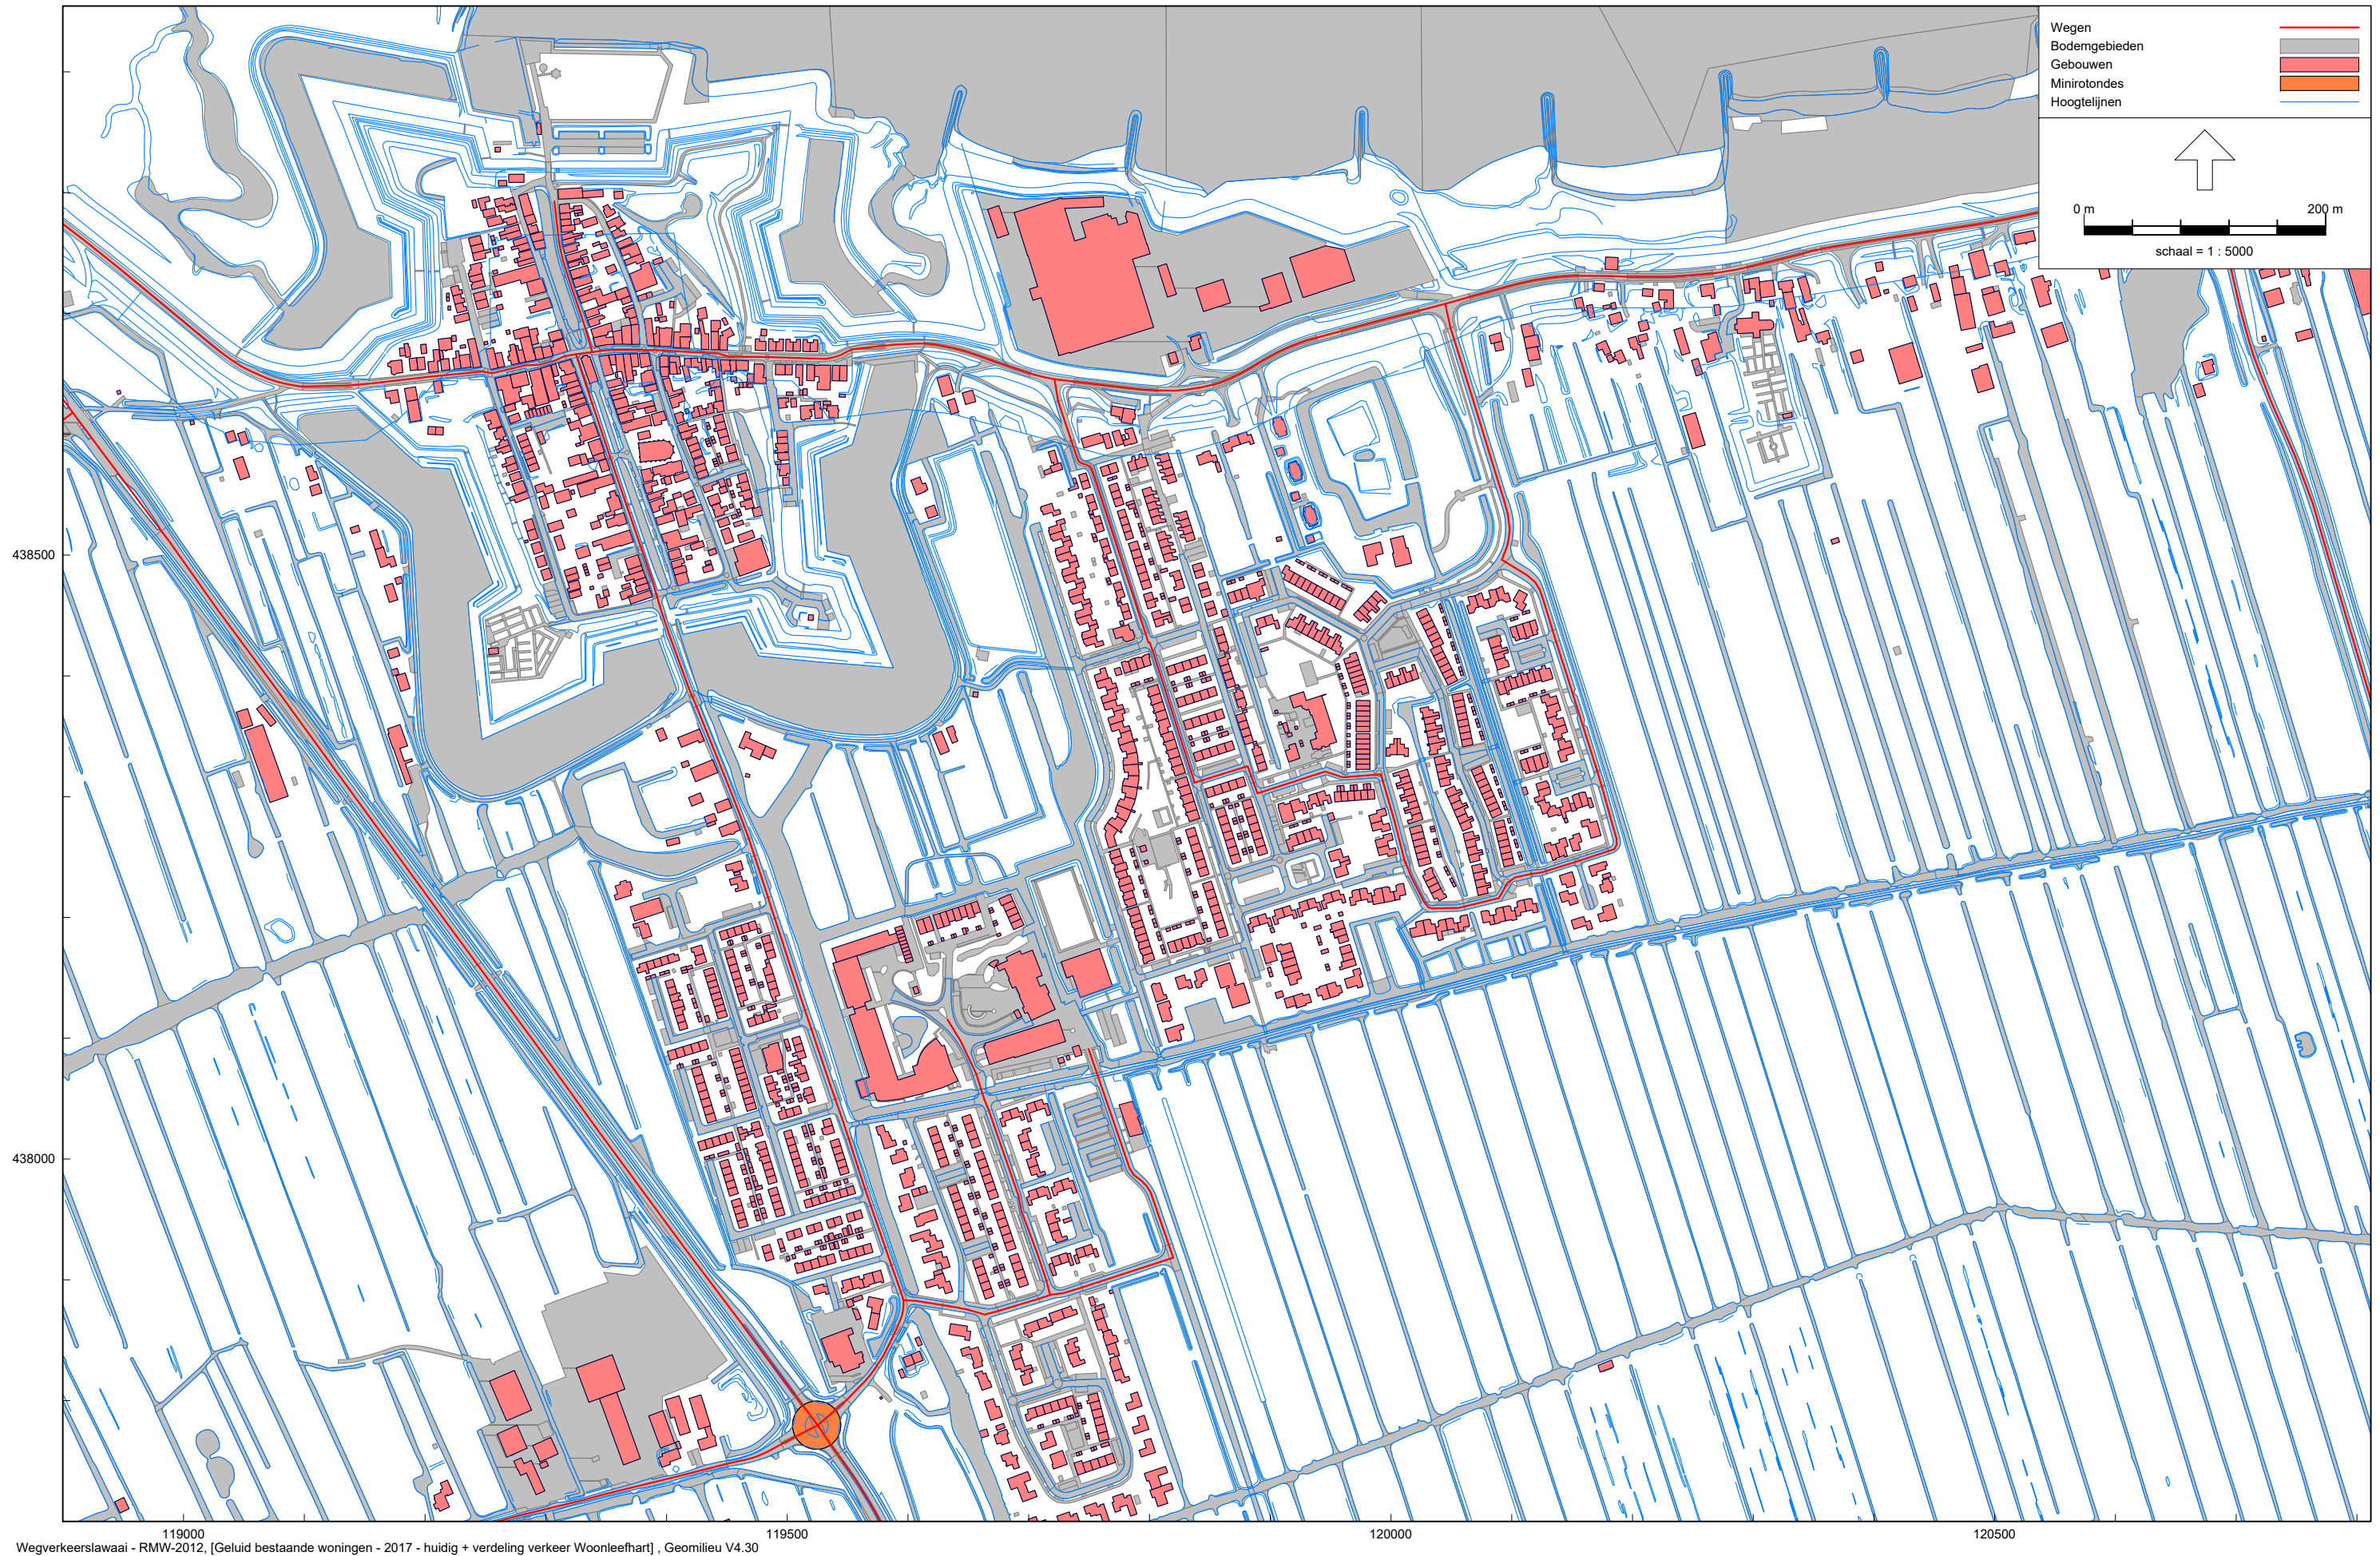 Wegen
Bodemgebieden
Gebouwen
Minirotondes
Hoogtelijnen
0 m 200 m
schaal = 1 : 5000
438500
438000
119000 119500 120000 120500
Wegverkeerslawaai - RMW-2012, [Geluid bestaande woningen - 2017 - huidig + verdeling verkeer Woonleefhart] , Geomilieu V4.30